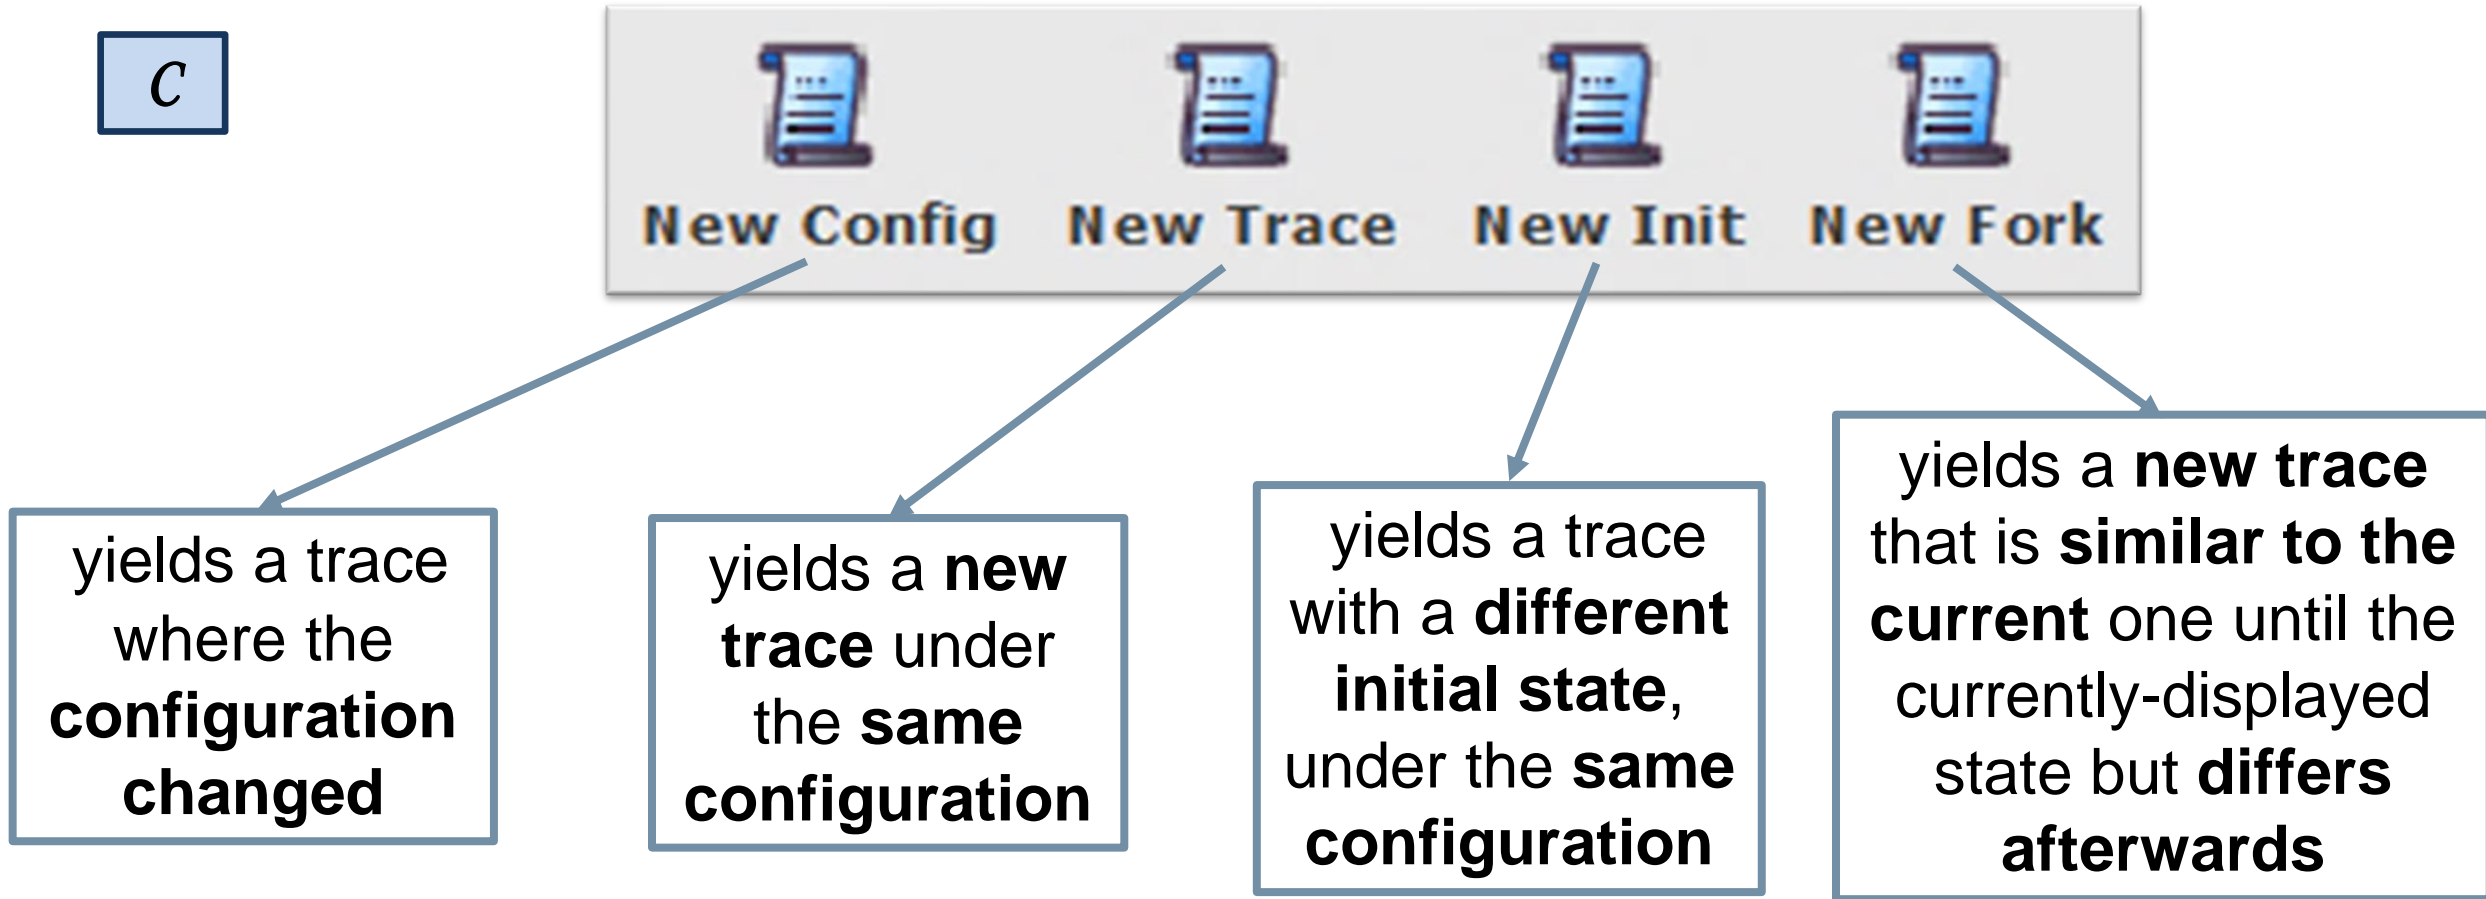 C
New Config New Trace New Init New Fork
yields a trace
where the
configuration
changed
yields a new
trace under
the same
configuration
yields a trace
with a different
initial state,
under the same
configuration
yields a new trace
that is similar to the
current one until the
currently-displayed
state but differs
afterwards